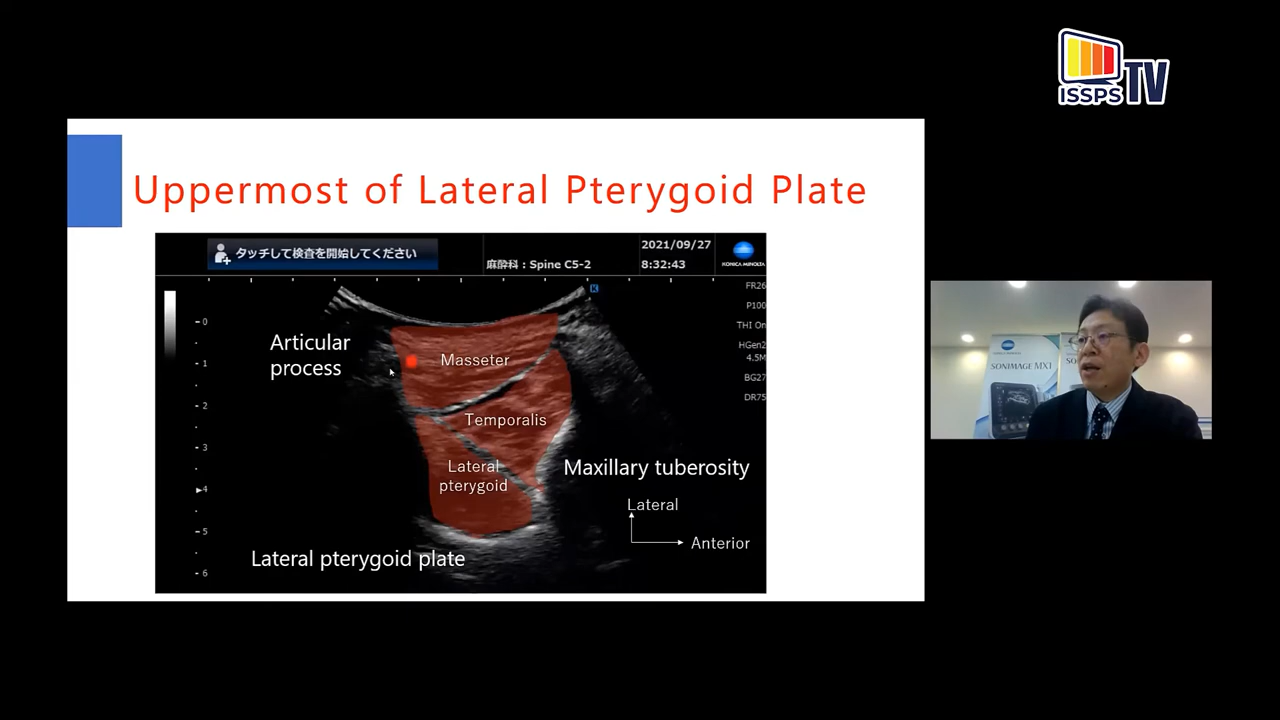 ISSPS TV
Uppermost of Lateral Pterygoid Plate
タッチして検査を開始してください
麻酔科 : Spine C5-2
2021/09/27
8:32:43
KONICA MINOLTA
K
FR26
P100
THI On
HGen2
4.5M
BG27
DR75
0
1
2
3
4
5
6
Articular
process
Masseter
Temporalis
Lateral
pterygoid
Maxillary tuberosity
Lateral
Anterior
Lateral pterygoid plate
KONICA MINOLTA
SONIMAGE MX1